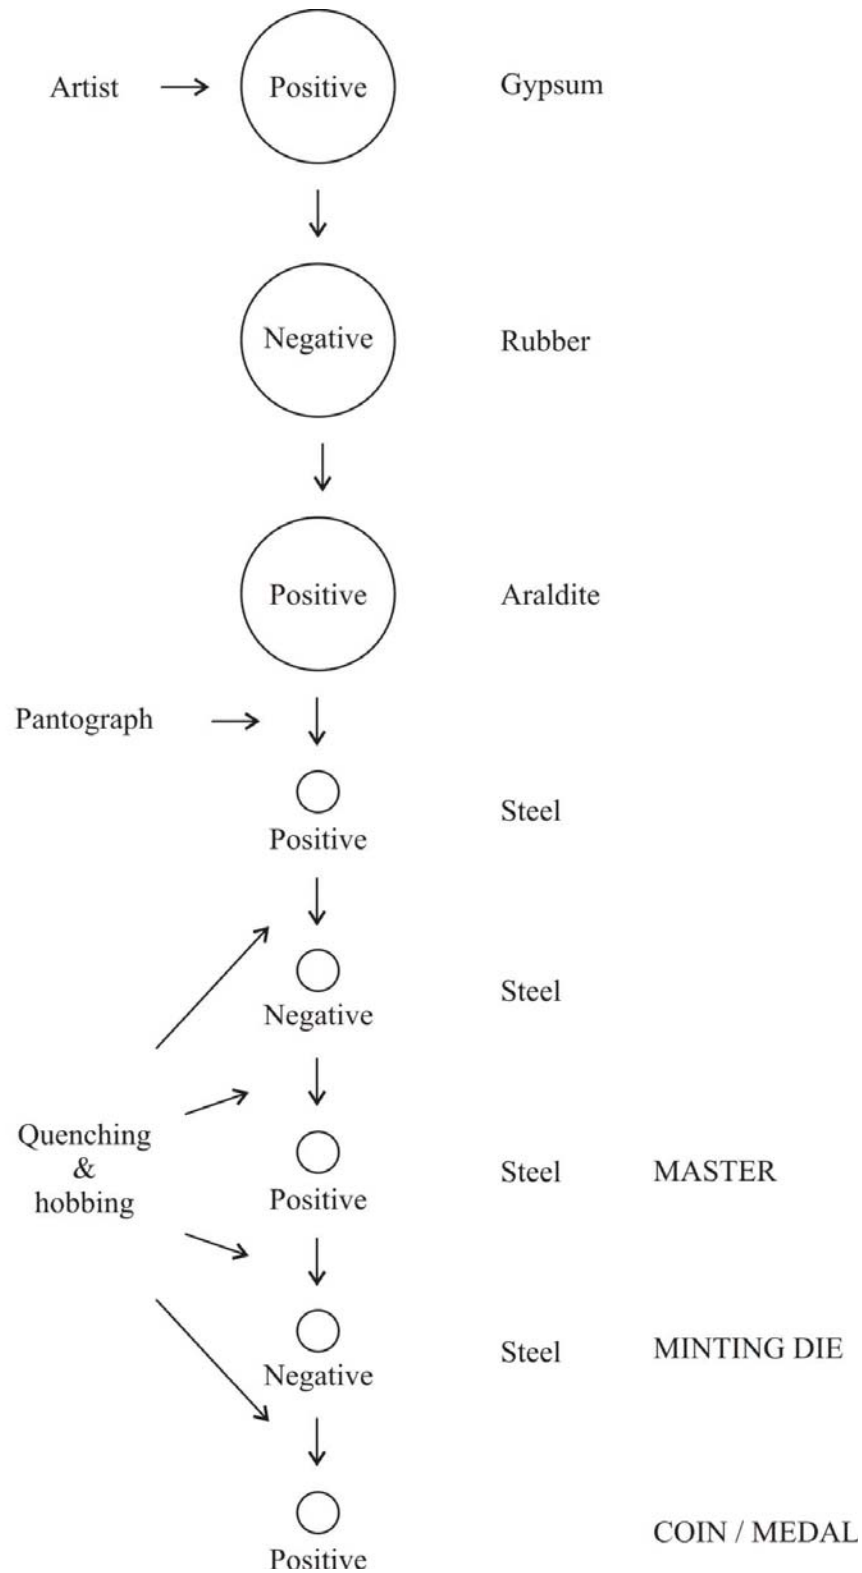 Artist
Positive
Gypsum
Negative
Rubber
Positive
Araldite
Pantograph
Steel
Positive
Steel
Negative
Quenching
&
hobbing
Steel
MASTER
Positive
Steel
MINTING DIE
Negative
COIN / MEDAL
Positive